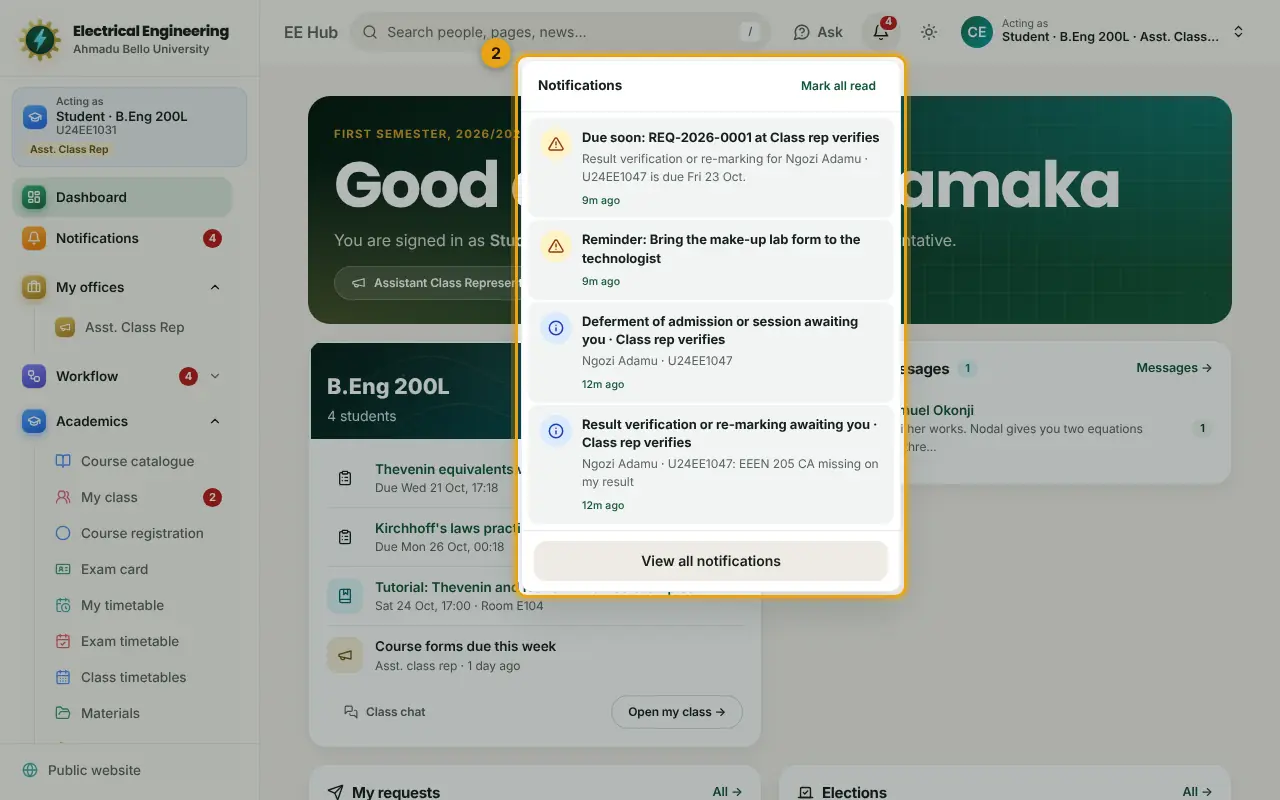 Electrical Engineering
Ahmadu Bello University
EE Hub
Search people, pages, news...
/
Ask
4
CE
Acting as
Student · B.Eng 200L · Asst. Class...
Acting as
Student · B.Eng 200L
U24EE1031
Asst. Class Rep
Dashboard
Notifications
4
My offices
Asst. Class Rep
Workflow
4
Academics
Course catalogue
My class
2
Course registration
Exam card
My timetable
Exam timetable
Class timetables
Materials
Public website
2
Notifications
Mark all read
Due soon: REQ-2026-0001 at Class rep verifies
Result verification or re-marking for Ngozi Adamu ·
U24EE1047 is due Fri 23 Oct.
9m ago
Reminder: Bring the make-up lab form to the
technologist
9m ago
Deferment of admission or session awaiting
you · Class rep verifies
Ngozi Adamu · U24EE1047
12m ago
Result verification or re-marking awaiting you ·
Class rep verifies
Ngozi Adamu · U24EE1047: EEEN 205 CA missing on
my result
12m ago
View all notifications
FIRST SEMESTER, 2026/202
Good
amaka
You are signed in as
Assistant Class
B.Eng 200L
4 students
Thevenin equivalents
Due Wed 21 Oct, 17:18
Kirchhoff's laws
Due Mon 26 Oct, 00:18
Tutorial: Thevenin and
Sat 24 Oct, 17:00 · Room E104
Course forms due this week
Asst. class rep · 1 day ago
Class chat
Open my class →
1
Messages →
Okonji
works. Nodal gives you two equations
1
My requests
All →
Elections
All →